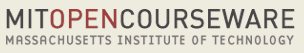 MITOPENCOURSEWARE
MASSACHUSETTS INSTITUTE OF TECHNOLOGY